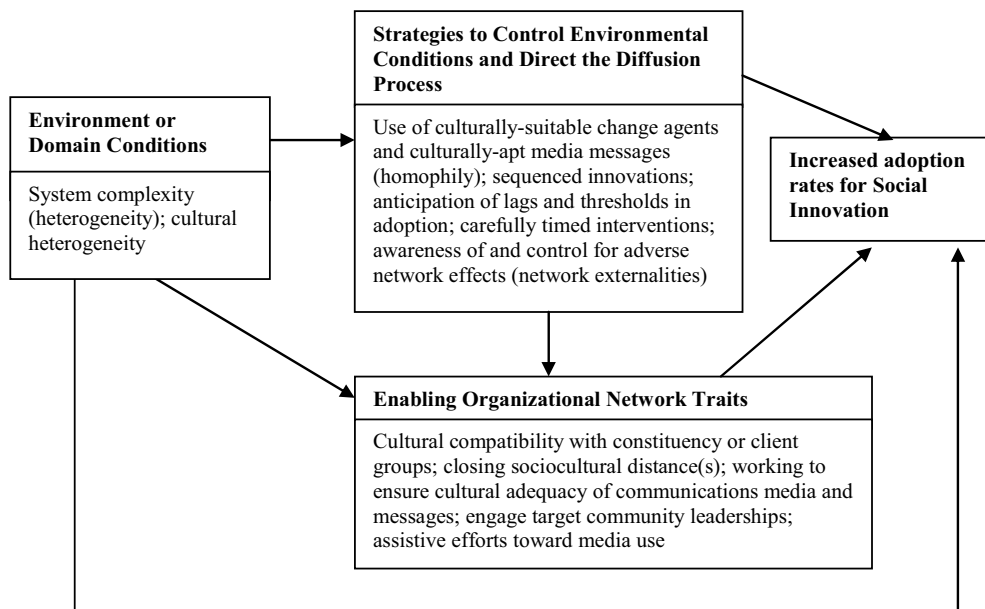 Strategies to Control Environmental
Conditions and Direct the Diffusion
Process
Use of culturally-suitable change agents
and culturally-apt media messages
(homophily); sequenced innovations;
anticipation of lags and thresholds in
adoption; carefully timed interventions;
awareness of and control for adverse
network effects (network externalities)
Environment or
Domain Conditions
System complexity
(heterogeneity); cultural
heterogeneity
Increased adoption
rates for Social
Innovation
Enabling Organizational Network Traits
Cultural compatibility with constituency or client
groups; closing sociocultural distance(s); working to
ensure cultural adequacy of communications media and
messages; engage target community leaderships;
assistive efforts toward media use